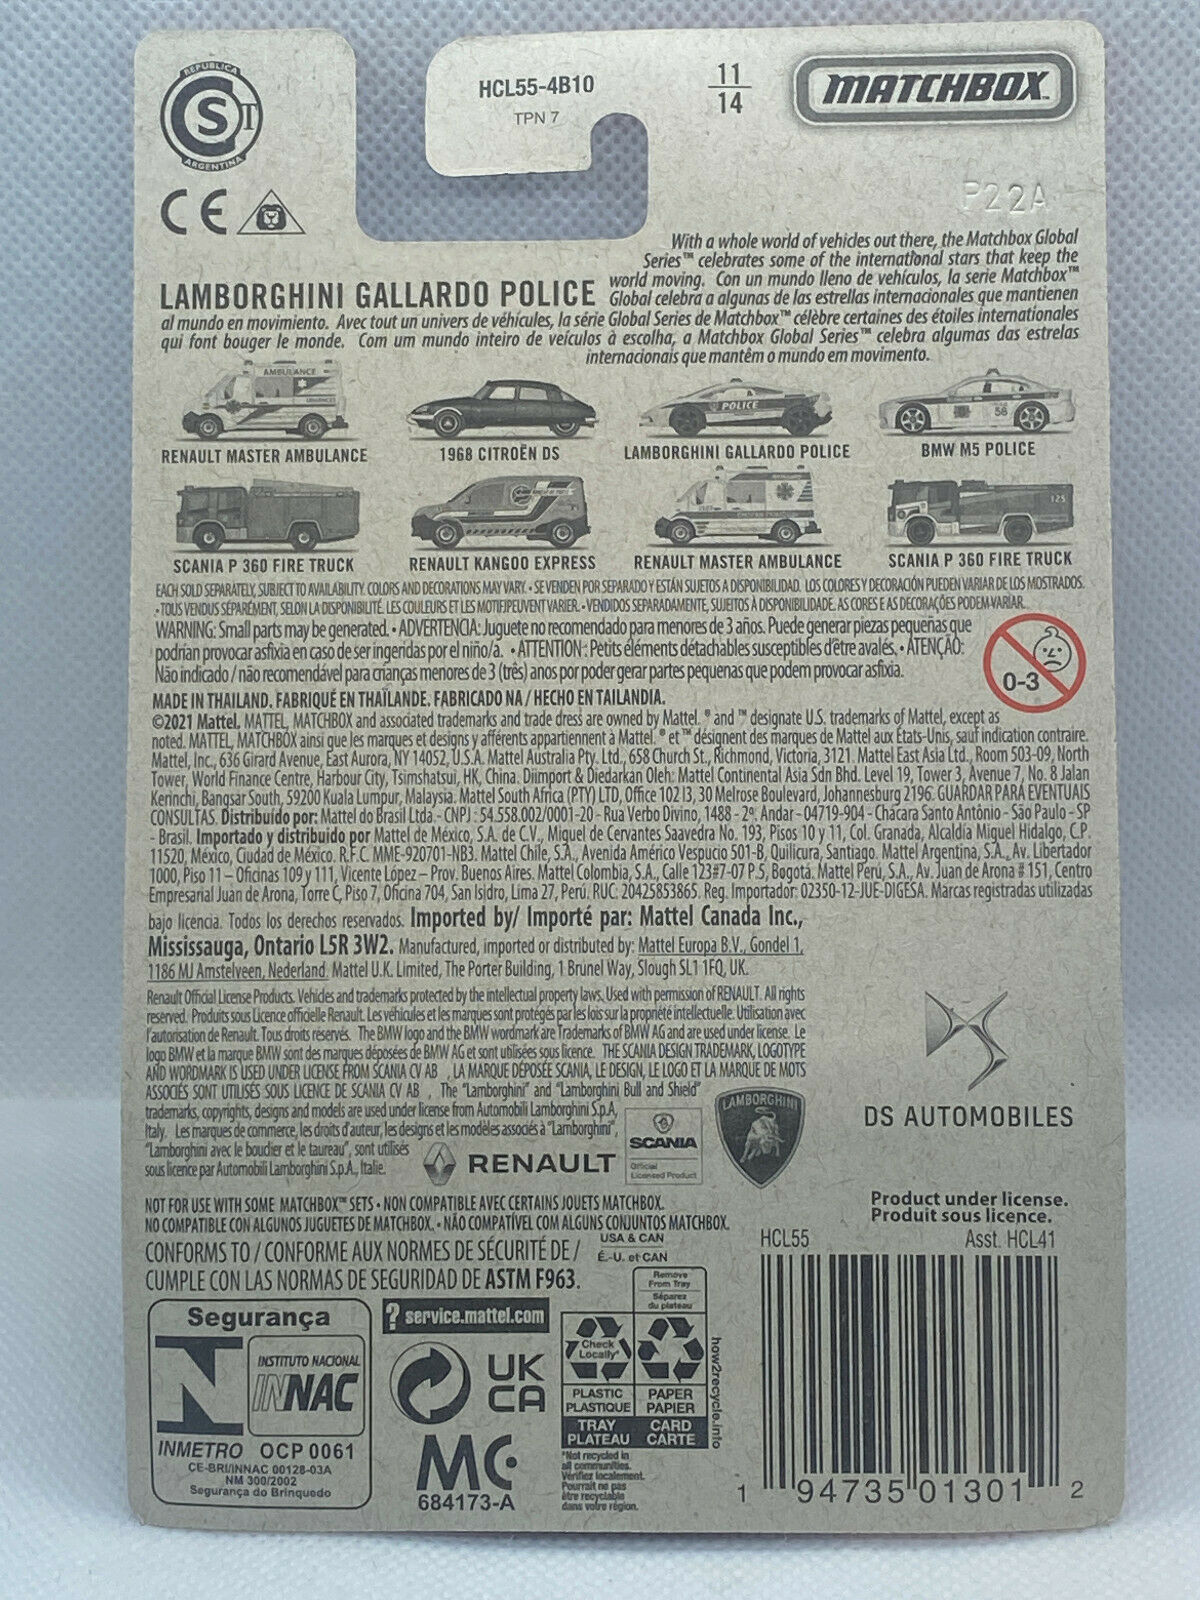 REPUBLICA
CS T
ARGENTINA
CE
HCL55-4B10
TPN 7
11
14
MATCHBOX™
P22A
With a whole world of vehicles out there, the Matchbox Global
Series™ celebrates some of the international stars that keep the
world moving. Con un mundo lleno de vehículos, la serie Matchbox™
LAMBORGHINI GALLARDO POLICE
Global celebra a algunas de las estrellas internacionales que mantienen
al mundo en movimiento. Avec tout un univers de véhicules, la série Global Series de Matchbox™ célèbre certaines des étoiles internationales
qui font bouger le monde. Com um mundo inteiro de veículos à escolha, a Matchbox Global Series™ celebra algumas das estrelas
internacionais que mantêm o mundo em movimento.
AMBULANCE
POLICE
56
RENAULT MASTER AMBULANCE
1968 CITROËN DS
LAMBORGHINI GALLARDO POLICE
BMW M5 POLICE
125
SCANIA P 360 FIRE TRUCK
RENAULT KANGOO EXPRESS
RENAULT MASTER AMBULANCE
SCANIA P 360 FIRE TRUCK
EACH SOLD SEPARATELY, SUBJECT TO AVAILABILITY. COLORS AND DECORATIONS MAY VARY. • SE VENDEN POR SEPARADO Y ESTÁN SUJETOS A DISPONIBILIDAD. LOS COLORES Y DECORACIÓN PUEDEN VARIAR DE LOS MOSTRADOS.
• TOUS VENDUS SÉPARÉMENT, SELON LA DISPONIBILITÉ. LES COULEURS ET LES MOTIFS PEUVENT VARIER. • VENDIDOS SEPARADAMENTE, SUJEITOS À DISPONIBILIDADE. AS CORES E AS DECORAÇÕES PODEM VARIAR.
WARNING: Small parts may be generated. • ADVERTENCIA: Juguete no recomendado para menores de 3 años. Puede generar piezas pequeñas que
podrían provocar asfixia en caso de ser ingeridas por el niño/a. • ATTENTION : Petits éléments détachables susceptibles d'être avalés. • ATENÇÃO:
Não indicado / não recomendável para crianças menores de 3 (três) anos por poder gerar partes pequenas que podem provocar asfixia.
0-3
MADE IN THAILAND. FABRIQUÉ EN THAÏLANDE. FABRICADO NA / HECHO EN TAILANDIA.
©2021 Mattel. MATTEL, MATCHBOX and associated trademarks and trade dress are owned by Mattel. ® and ™ designate U.S. trademarks of Mattel, except as
noted. MATTEL, MATCHBOX ainsi que les marques et designs y afférents appartiennent à Mattel. ® et ™ désignent des marques de Mattel aux États-Unis, sauf indication contraire.
Mattel, Inc., 636 Girard Avenue, East Aurora, NY 14052, U.S.A. Mattel Australia Pty. Ltd., 658 Church St., Richmond, Victoria, 3121. Mattel East Asia Ltd., Room 503-09, North
Tower, World Finance Centre, Harbour City, Tsimshatsui, HK, China. Diimport & Diedarkan Oleh: Mattel Continental Asia Sdn Bhd. Level 19, Tower 3, Avenue 7, No. 8 Jalan
Kerinchi, Bangsar South, 59200 Kuala Lumpur, Malaysia. Mattel South Africa (PTY) LTD, Office 102 I3, 30 Melrose Boulevard, Johannesburg 2196. GUARDAR PARA EVENTUAIS
CONSULTAS. Distribuído por: Mattel do Brasil Ltda.- CNPJ : 54.558.002/0001-20 - Rua Verbo Divino, 1488 - 2º. Andar - 04719-904 - Chácara Santo Antônio - São Paulo - SP
- Brasil. Importado y distribuido por Mattel de México, S.A. de C.V., Miguel de Cervantes Saavedra No. 193, Pisos 10 y 11, Col. Granada, Alcaldía Miguel Hidalgo, C.P.
11520, México, Ciudad de México. R.F.C. MME-920701-NB3. Mattel Chile, S.A., Avenida Américo Vespucio 501-B, Quilicura, Santiago. Mattel Argentina, S.A., Av. Libertador
1000, Piso 11 – Oficinas 109 y 111, Vicente López – Prov. Buenos Aires. Mattel Colombia, S.A., Calle 123#7-07 P.5, Bogotá. Mattel Perú, S.A., Av. Juan de Arona # 151, Centro
Empresarial Juan de Arona, Torre C, Piso 7, Oficina 704, San Isidro, Lima 27, Perú. RUC: 20425853865. Reg. Importador: 02350-12-JUE-DIGESA. Marcas registradas utilizadas
bajo licencia. Todos los derechos reservados. Imported by/ Importé par: Mattel Canada Inc.,
Mississauga, Ontario L5R 3W2. Manufactured, imported or distributed by: Mattel Europa B.V., Gondel 1,
1186 MJ Amstelveen, Nederland. Mattel U.K. Limited, The Porter Building, 1 Brunel Way, Slough SL1 1FQ, UK.
Renault Official License Products. Vehicles and trademarks protected by the intellectual property laws. Used with permission of RENAULT. All rights
reserved. Produits sous Licence officielle Renault. Les véhicules et les marques sont protégés par les lois sur la propriété intellectuelle. Utilisation avec
l'autorisation de Renault. Tous droits réservés. The BMW logo and the BMW wordmark are Trademarks of BMW AG and are used under license. Le
logo BMW et la marque BMW sont des marques déposées de BMW AG et sont utilisées sous licence. THE SCANIA DESIGN TRADEMARK, LOGOTYPE
AND WORDMARK IS USED UNDER LICENSE FROM SCANIA CV AB , LA MARQUE DÉPOSÉE SCANIA, LE DESIGN, LE LOGO ET LA MARQUE DE MOTS
ASSOCIÉS SONT UTILISÉS SOUS LICENCE DE SCANIA CV AB , The "Lamborghini" and "Lamborghini Bull and Shield"
trademarks, copyrights, designs and models are used under license from Automobili Lamborghini S.p.A.,
Italy. Les marques de commerce, les droits d'auteur, les designs et les modèles associés à "Lamborghini",
"Lamborghini avec le bouclier et le taureau", sont utilisés
sous licence par Automobili Lamborghini S.p.A., Italie.
RENAULT
SCANIA
Official
Licensed Product
LAMBORGHINI
DS AUTOMOBILES
NOT FOR USE WITH SOME MATCHBOX™ SETS • NON COMPATIBLE AVEC CERTAINS JOUETS MATCHBOX.
NO COMPATIBLE CON ALGUNOS JUGUETES DE MATCHBOX. • NÃO COMPATÍVEL COM ALGUNS CONJUNTOS MATCHBOX.
Product under license.
Produit sous licence.
CONFORMS TO / CONFORME AUX NORMES DE SÉCURITÉ DE /
CUMPLE CON LAS NORMAS DE SEGURIDAD DE ASTM F963.
USA & CAN
É.-U. et CAN
HCL55
Asst. HCL41
Segurança
INSTITUTO NACIONAL
INNAC
INMETRO OCP 0061
CE-BRI/INNAC 00128-03A
NM 300/2002
Segurança do Brinquedo
? service.mattel.com
UK
CA
MC
684173-A
Remove
From Tray
Séparez
du plateau
Check
Locally*
PLASTIC
PLASTIQUE
PAPER
PAPIER
TRAY
PLATEAU
CARD
CARTE
how2recycle.info
*Not recycled in
all communities.
Vérifiez localement.
Pourrait ne pas
être recyclable
dans votre région.
1 94735 01301 2